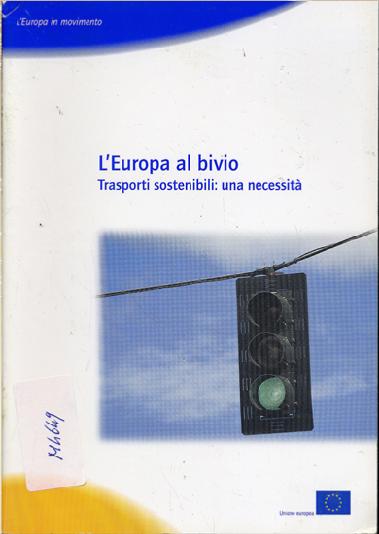 L'Europa in movimento
L'Europa al bivio
Trasporti sostenibili: una necessità
Unione europea